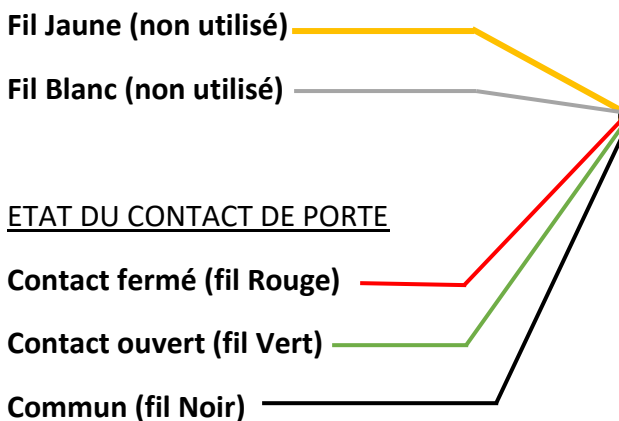 Fil Jaune (non utilisé)
Fil Blanc (non utilisé)
ETAT DU CONTACT DE PORTE
Contact fermé (fil Rouge)
Contact ouvert (fil Vert)
Commun (fil Noir)